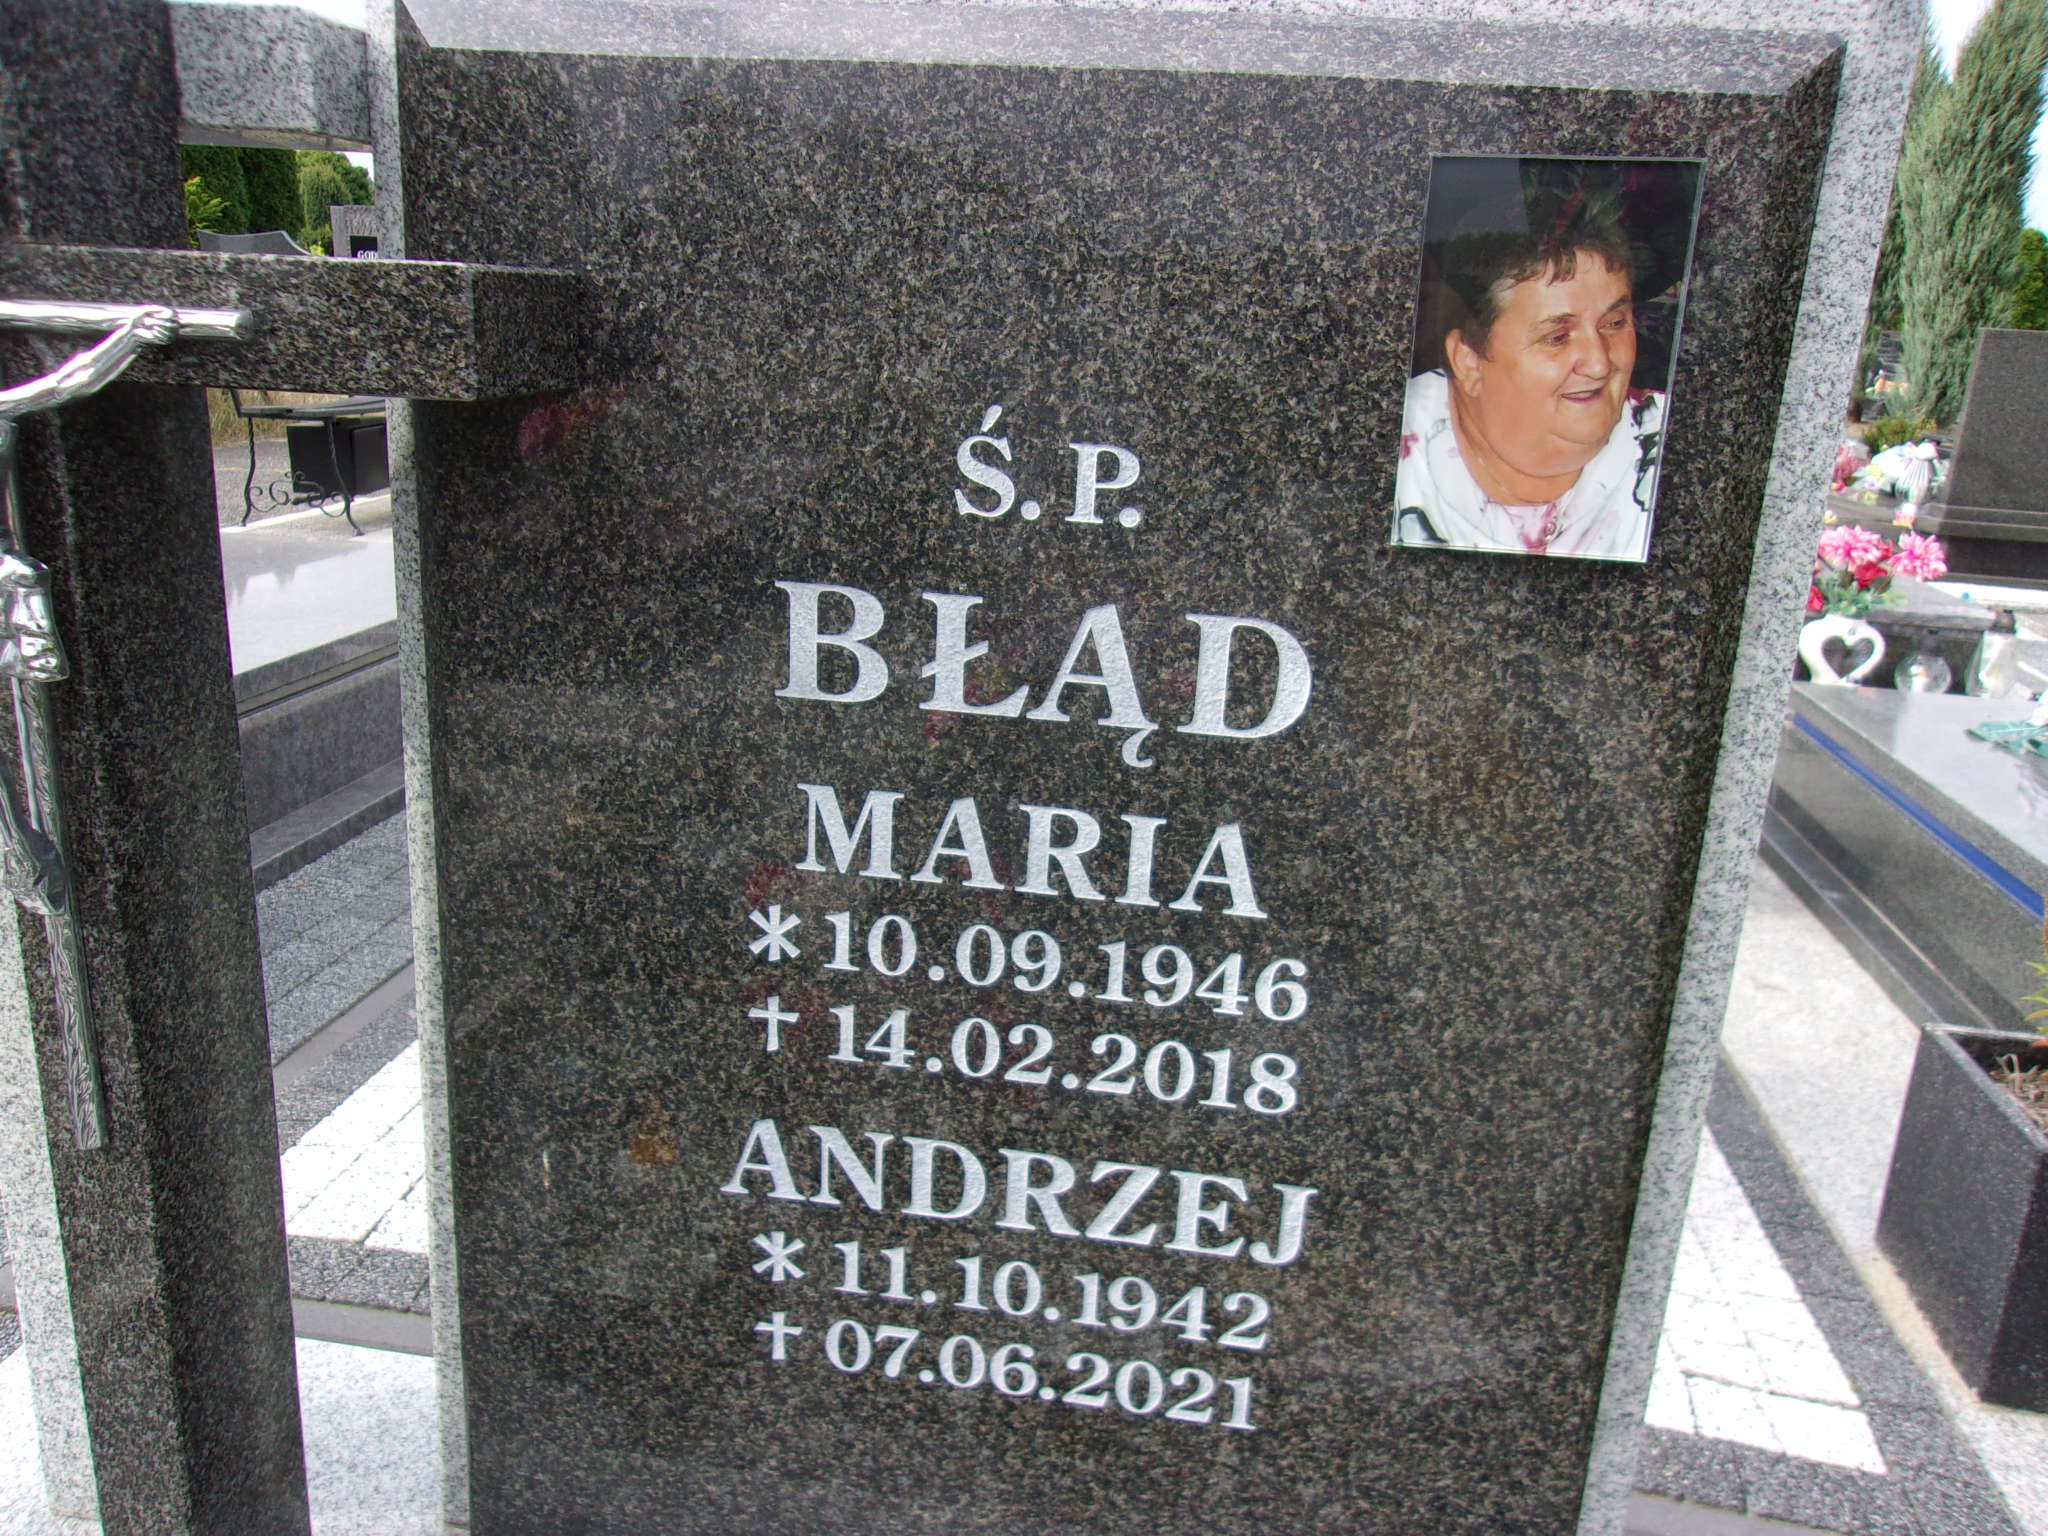 Ś. P.
BŁĄD
MARIA
* 10.09.1946
† 14.02.2018
ANDRZEJ
* 11.10.1942
† 07.06.2021